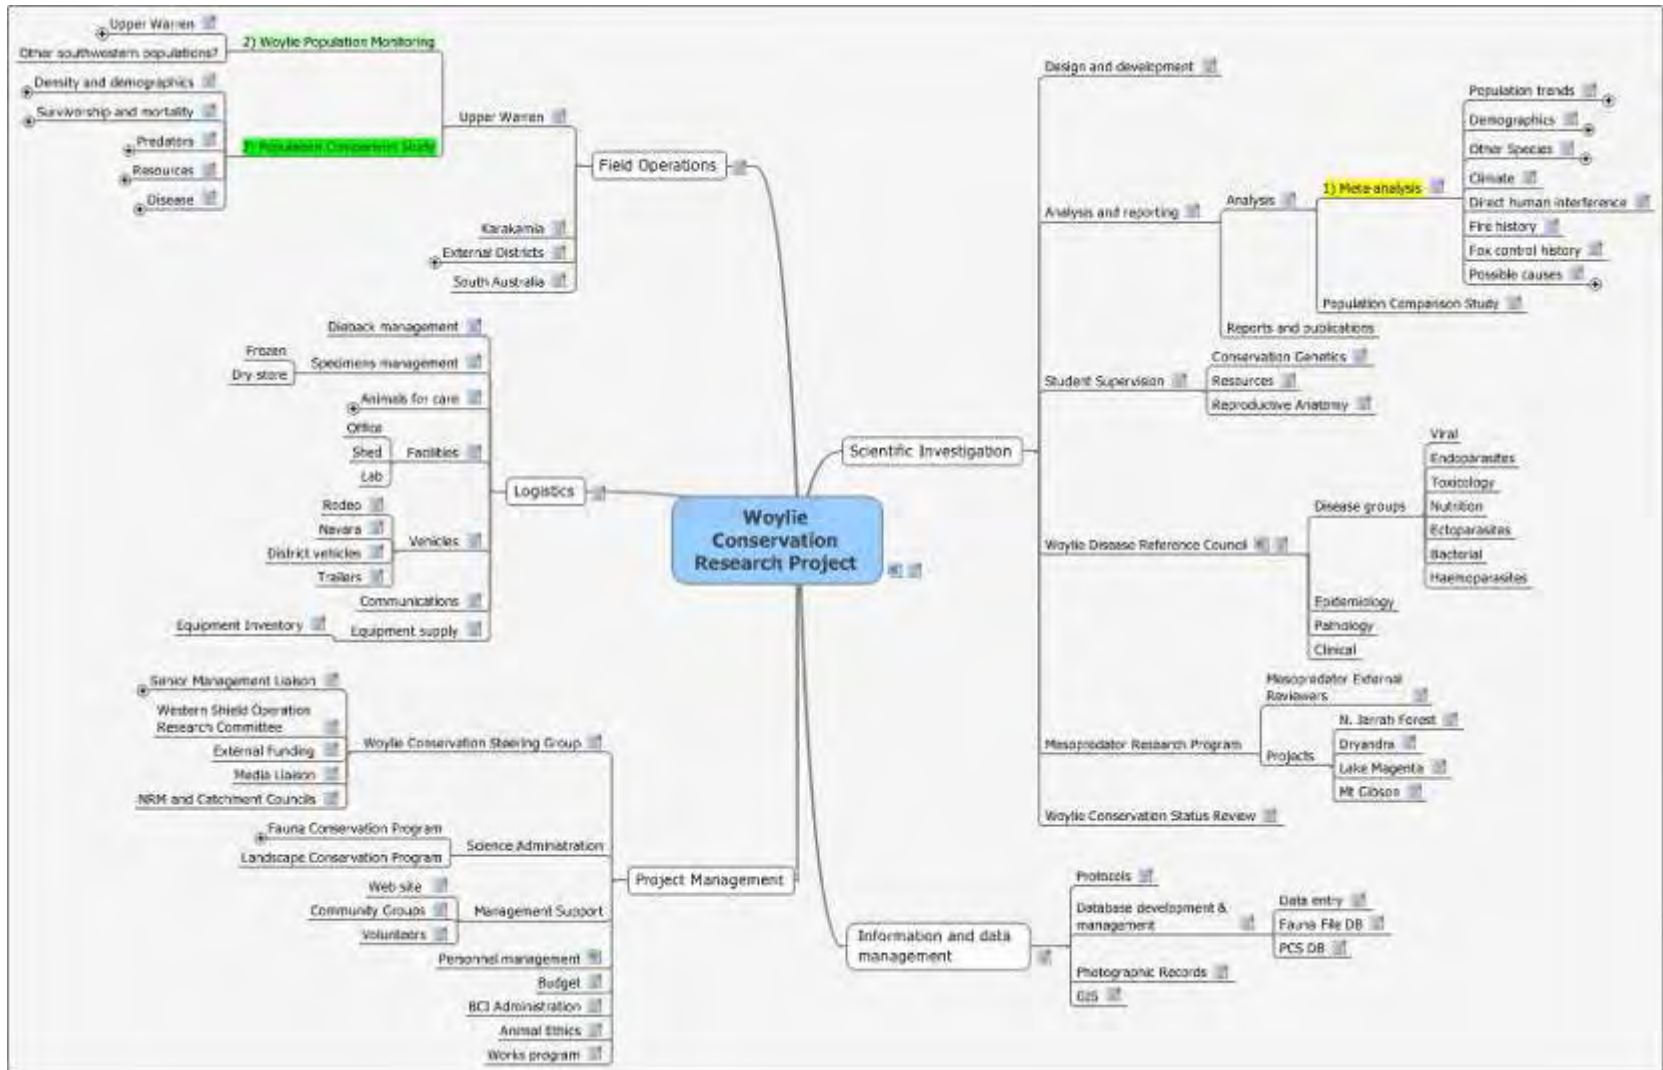 Woylie
Conservation
Research Project
Field Operations
Upper Warren
2) Woylie Population Monitoring
Upper Warren
Other southwestern populations?
3) Population Comparison Study
Density and demographics
Survivorship and mortality
Predators
Resources
Disease
Karakamia
External Districts
South Australia
Logistics
Dieback management
Specimens management
Frozen
Dry store
Animals for care
Facilities
Office
Shed
Lab
Vehicles
Rodeo
Navara
District vehicles
Trailers
Communications
Equipment supply
Equipment Inventory
Project Management
Woylie Conservation Steering Group
Senior Management Liaison
Western Shield Operation
Research Committee
External Funding
Media Liaison
NRM and Catchment Councils
Science Administration
Fauna Conservation Program
Landscape Conservation Program
Management Support
Web site
Community Groups
Volunteers
Personnel management
Budget
BCI Administration
Animal Ethics
Works program
Scientific Investigation
Design and development
Analysis and reporting
Analysis
1) Meta-analysis
Population trends
Demographics
Other Species
Climate
Direct human interference
Fire history
Fox control history
Possible causes
Population Comparison Study
Reports and publications
Student Supervision
Conservation Genetics
Resources
Reproductive Anatomy
Woylie Disease Reference Council
Disease groups
Viral
Endoparasites
Toxicology
Nutrition
Ectoparasites
Bacterial
Haemoparasites
Epidemiology
Pathology
Clinical
Mesopredator Research Program
Mesopredator External
Reviewers
Projects
N. Jarrah Forest
Dryandra
Lake Magenta
Mt Gibson
Woylie Conservation Status Review
Information and data
management
Protocols
Database development &
management
Data entry
Fauna File DB
PCS DB
Photographic Records
GIS